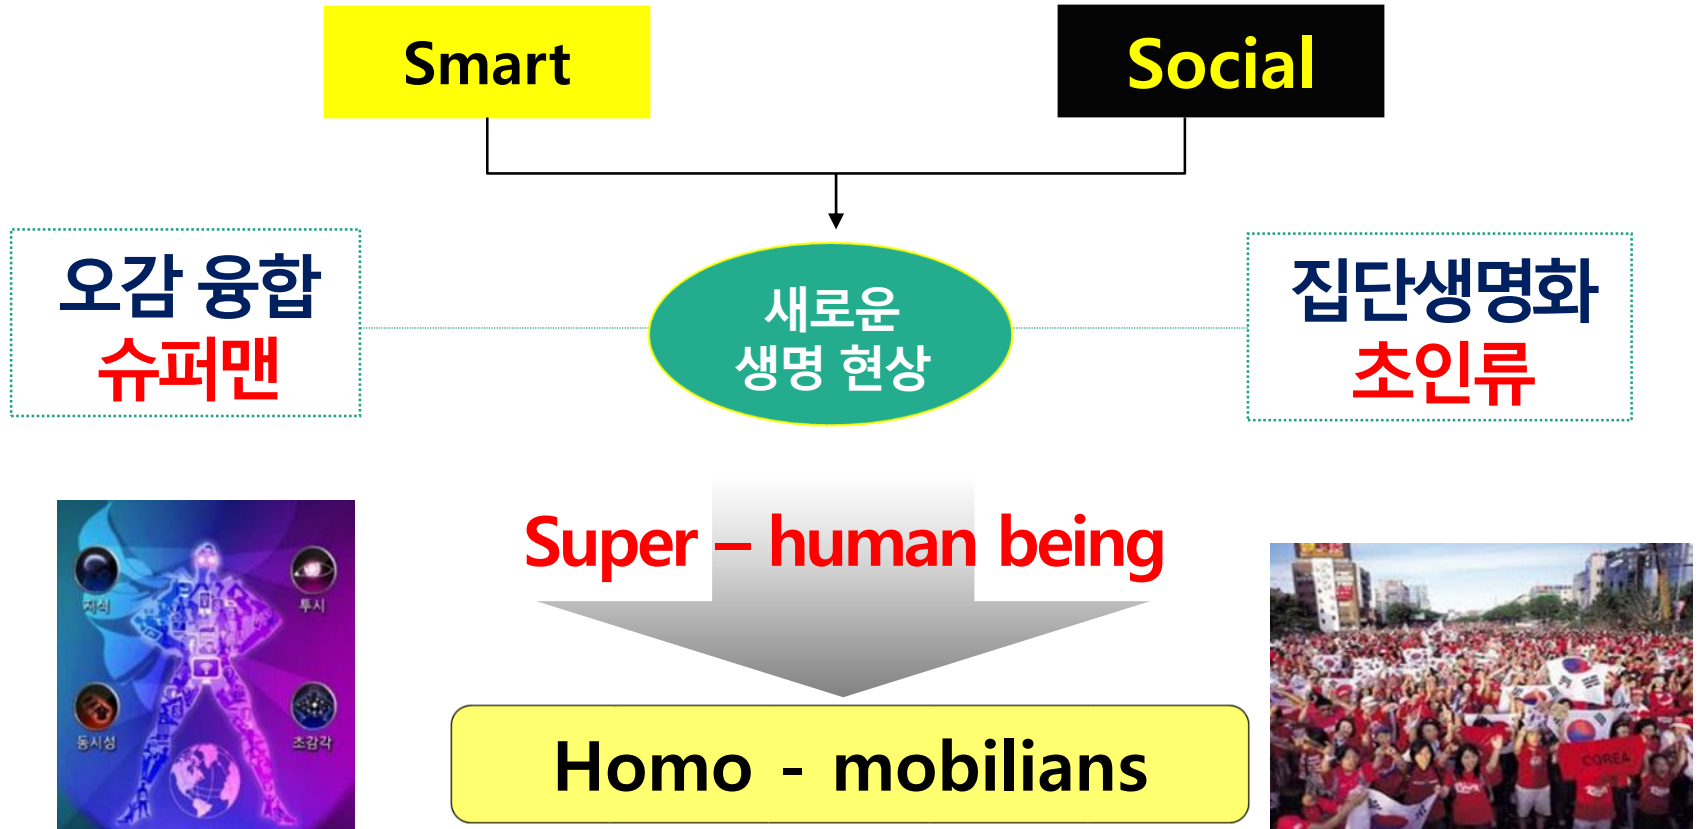 Smart
Social
오감 융합
슈퍼맨
새로운
생명 현상
집단생명화
초인류
Super – human being
지식
투시
동시성
초감각
COREA
Homo - mobilians